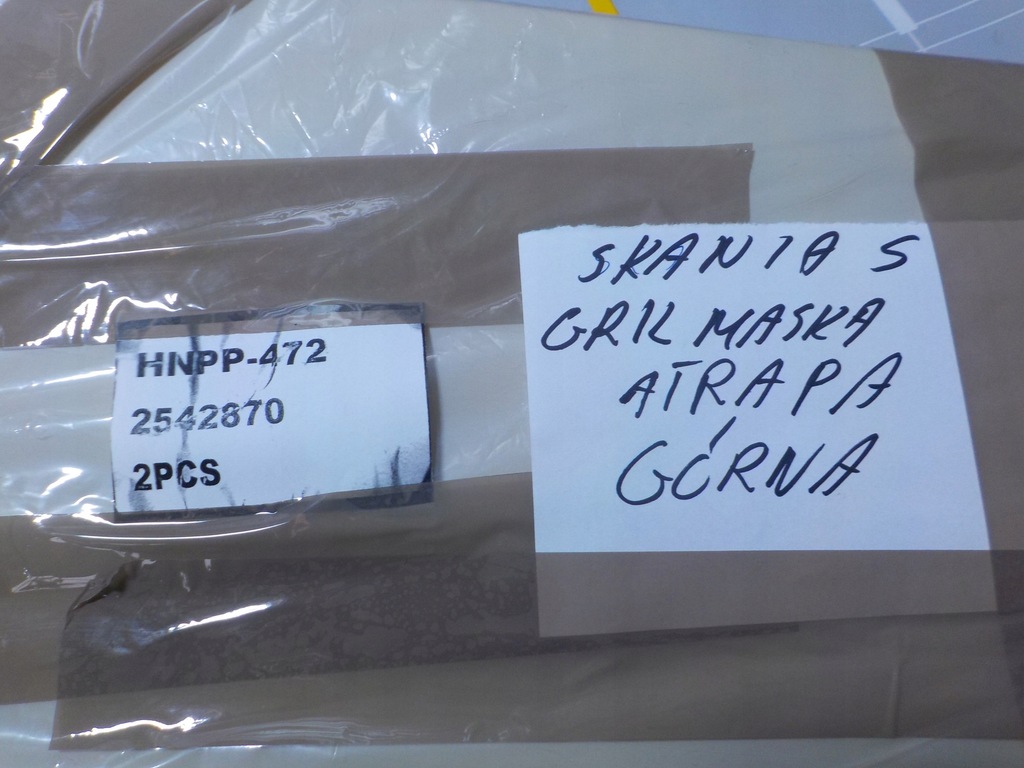 HNPP-472
2542870
2PCS
SKANIA S
GRIL MASKA
ATRAPA
GÓRNA